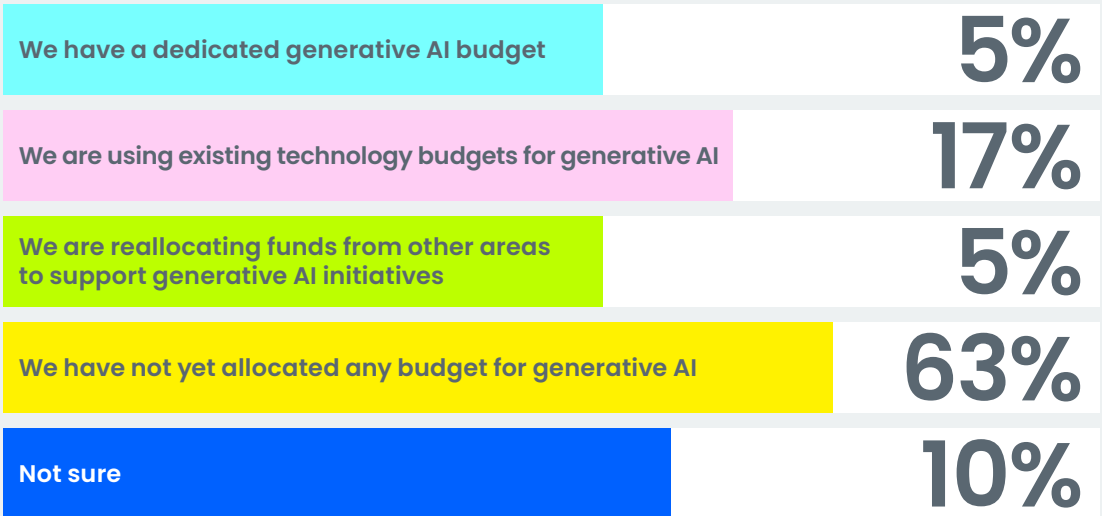 We have a dedicated generative AI budget
5%
We are using existing technology budgets for generative AI
17%
We are reallocating funds from other areas
to support generative AI initiatives
5%
We have not yet allocated any budget for generative AI
63%
Not sure
10%